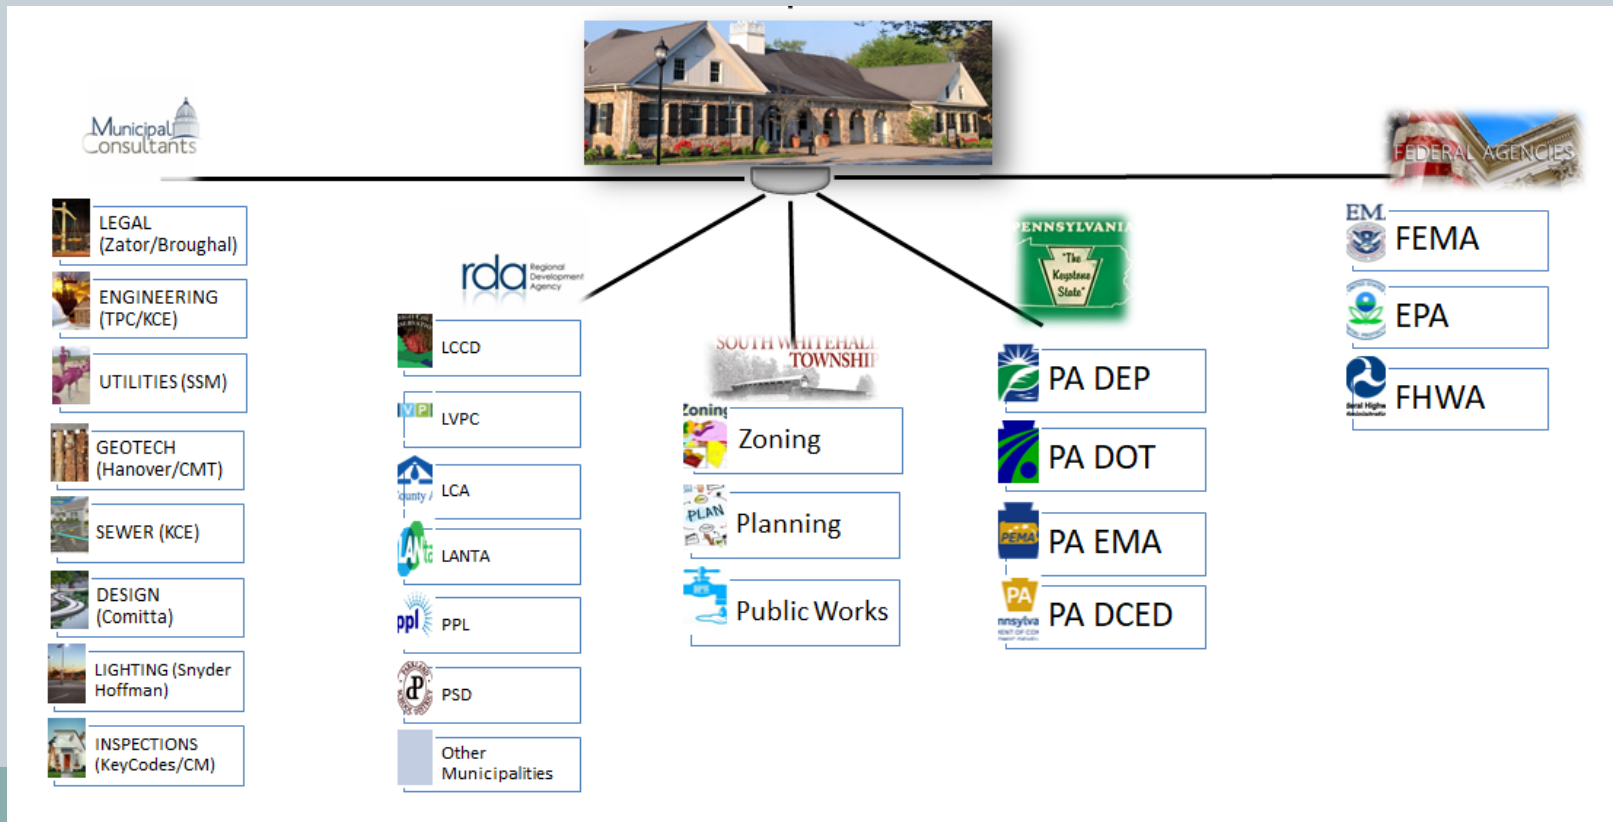 Municipal
Consultants
LEGAL
(Zator/Broughal)
ENGINEERING
(TPC/KCE)
UTILITIES (SSM)
GEOTECH
(Hanover/CMT)
SEWER (KCE)
DESIGN
(Comitta)
LIGHTING (Snyder
Hoffman)
INSPECTIONS
(KeyCodes/CM)
rda Regional
Development
Agency
LCCD
LVPC
LCA
LANTA
ppl
PPL
PSD
Other
Municipalities
SOUTH WHITEHALL
TOWNSHIP
Zoning
Zoning
PLAN
Planning
Public Works
PENNSYLVANIA
"The
Keystone
State"
PA DEP
PA DOT
PEMA
PA EMA
PA
PA DCED
FEDERAL AGENCIES
FEMA
EPA
FHWA